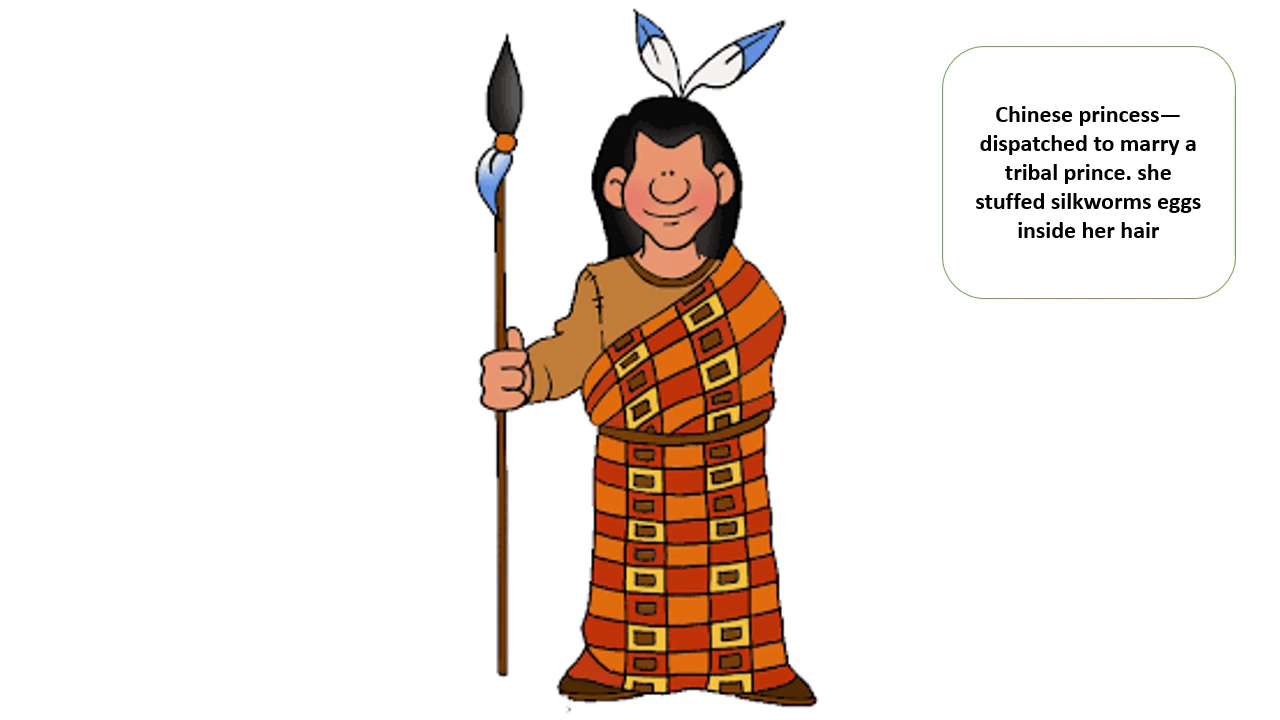 Chinese princess—
dispatched to marry a
tribal prince. she
stuffed silkworms eggs
inside her hair